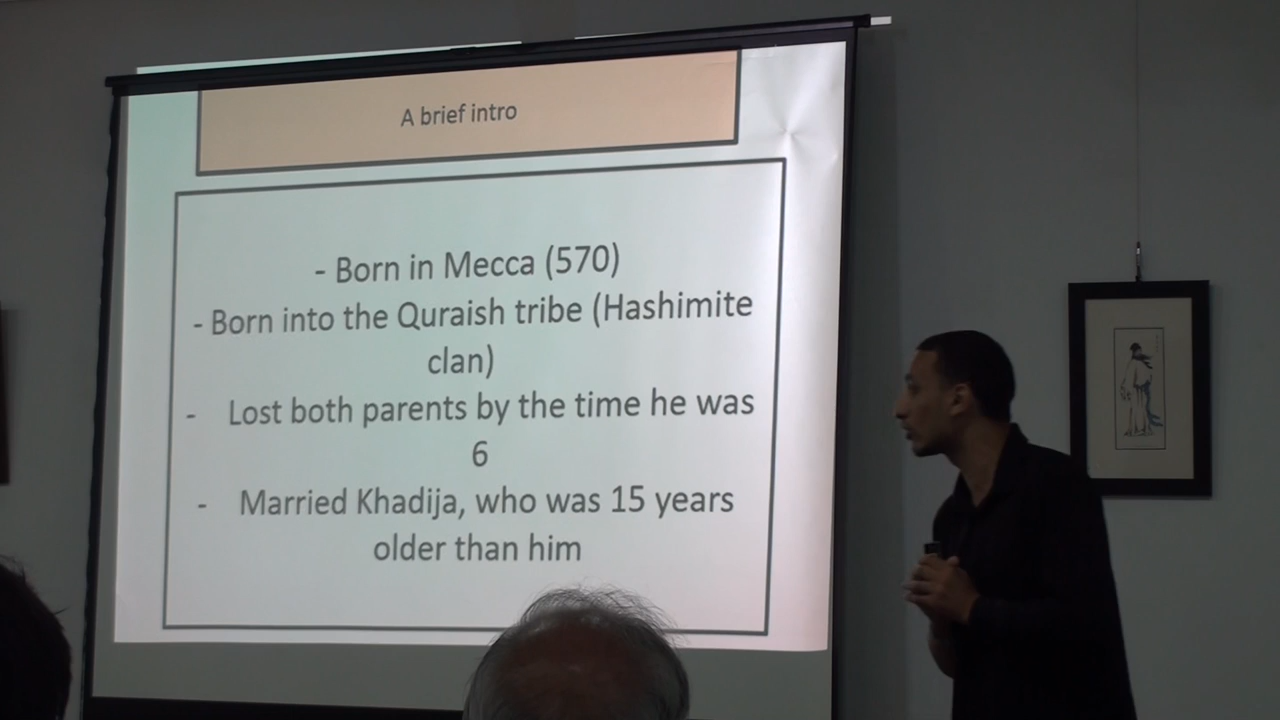 A brief intro
- Born in Mecca (570)
- Born into the Quraish tribe (Hashimite
clan)
- Lost both parents by the time he was
6
- Married Khadija, who was 15 years
older than him